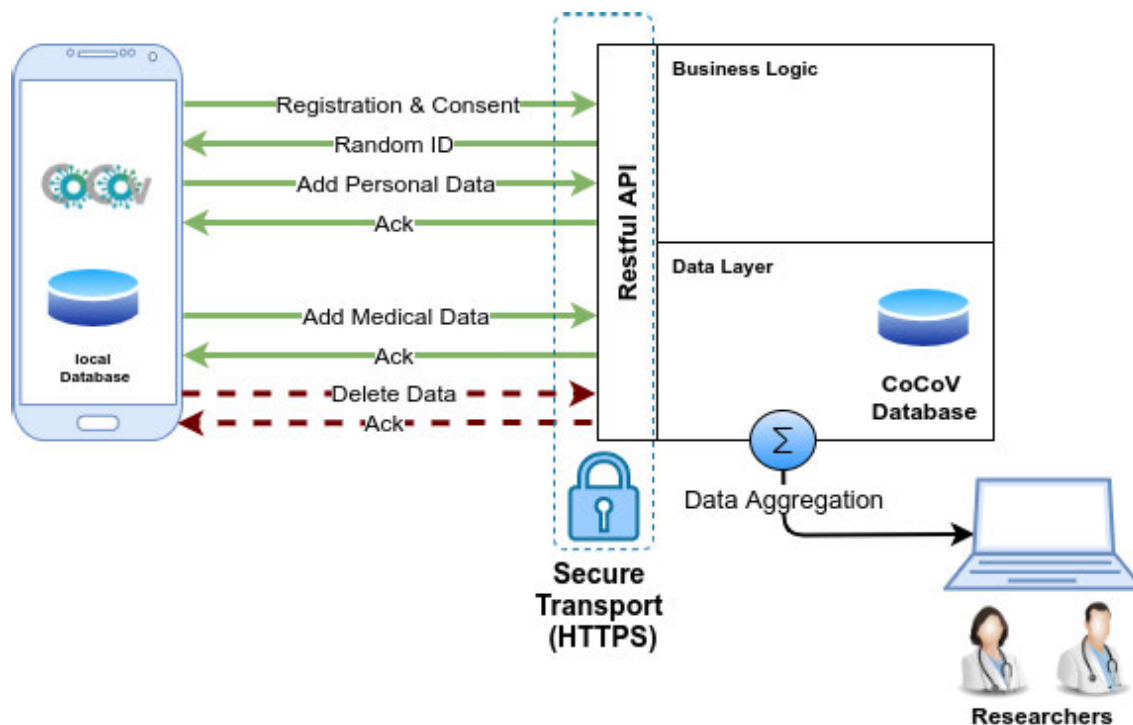 Registration & Consent
Random ID
Add Personal Data
Ack
Add Medical Data
Ack
Delete Data
Ack
CoCov
local
Database
Restful API
Business Logic
Data Layer
CoCoV
Database
Σ
Data Aggregation
Secure
Transport
(HTTPS)
Researchers